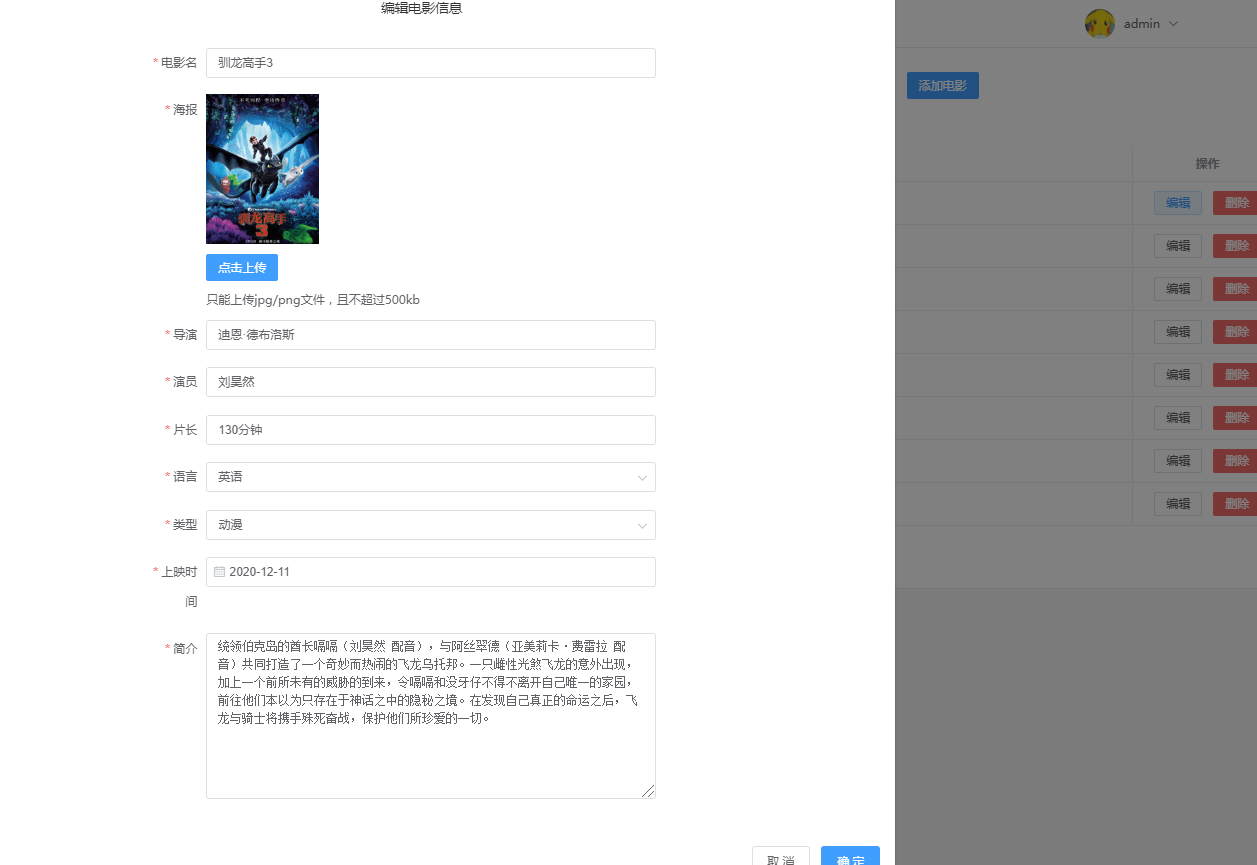 编辑电影信息
admin
*电影名
驯龙高手3
添加电影
*海报
驯龙高手
3
操作
点击上传
只能上传jpg/png文件，且不超过500kb
*导演
迪恩·德布洛斯
*演员
刘昊然
*片长
130分钟
*语言
英语
*类型
动漫
*上映时
间
2020-12-11
*简介
统领伯克岛的酋长嗝嗝（刘昊然 配音），与阿丝翠德（亚美莉卡·费雷拉 配
音）共同打造了一个奇妙而热闹的飞龙乌托邦。一只雌性光煞飞龙的意外出现，
加上一个前所未有的威胁的到来，令嗝嗝和没牙仔不得不离开自己唯一的家园，
前往他们本以为只存在于神话之中的隐秘之境。在发现自己真正的命运之后，飞
龙与骑士将携手殊死奋战，保护他们所珍爱的一切。
编辑 删除
编辑 删除
编辑 删除
编辑 删除
编辑 删除
编辑 删除
编辑 删除
编辑 删除
取 消
确 定